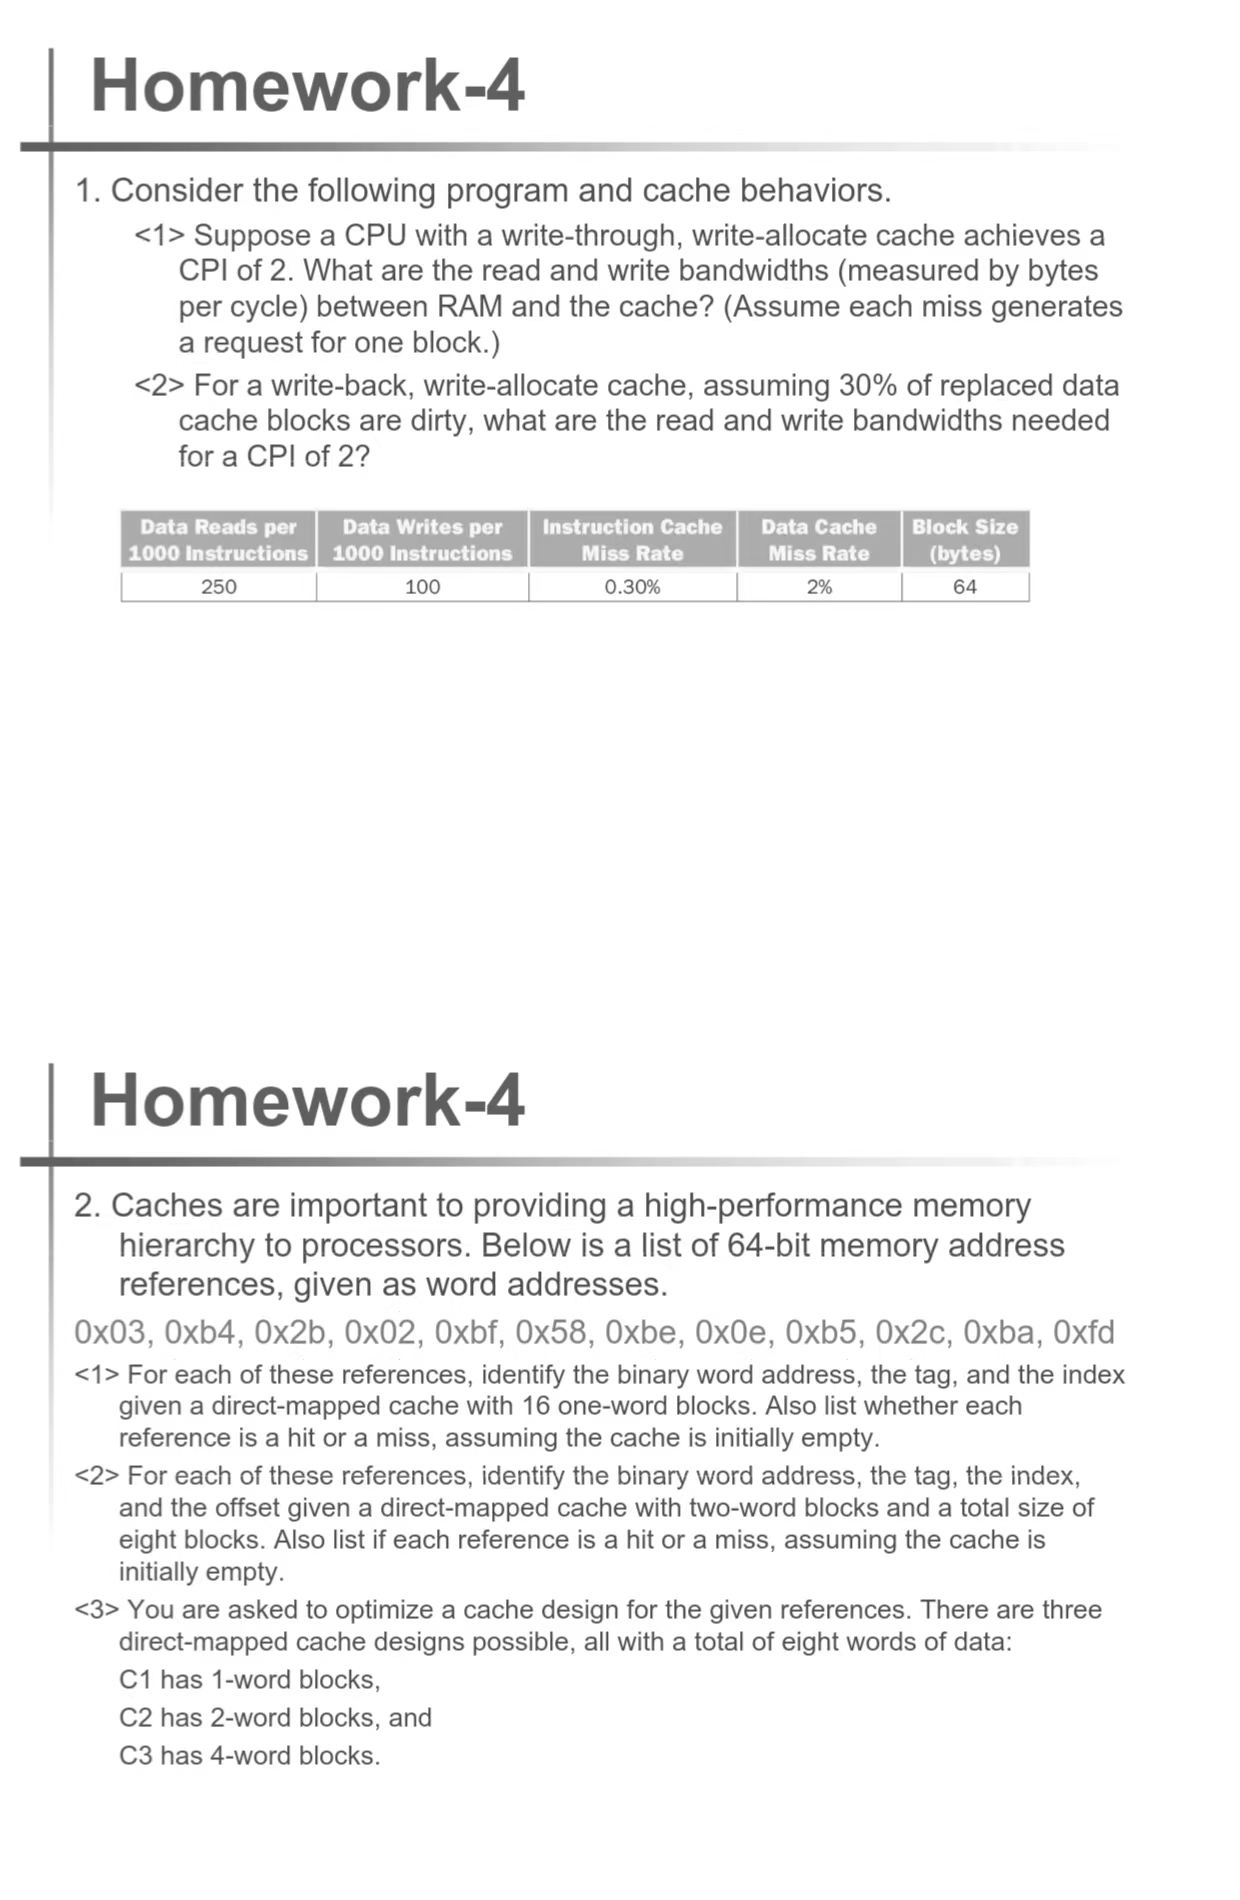 Homework-4
1. Consider the following program and cache behaviors.
<1> Suppose a CPU with a write-through, write-allocate cache achieves a
CPI of 2. What are the read and write bandwidths (measured by bytes
per cycle) between RAM and the cache? (Assume each miss generates
a request for one block.)
<2> For a write-back, write-allocate cache, assuming 30% of replaced data
cache blocks are dirty, what are the read and write bandwidths needed
for a CPI of 2?
Data Reads per 1000 Instructions Data Writes per 1000 Instructions Instruction Cache Miss Rate Data Cache Miss Rate Block Size (bytes)
250 100 0.30% 2% 64
Homework-4
2. Caches are important to providing a high-performance memory
hierarchy to processors. Below is a list of 64-bit memory address
references, given as word addresses.
0x03, 0xb4, 0x2b, 0x02, 0xbf, 0x58, 0xbe, 0x0e, 0xb5, 0x2c, 0xba, 0xfd
<1> For each of these references, identify the binary word address, the tag, and the index
given a direct-mapped cache with 16 one-word blocks. Also list whether each
reference is a hit or a miss, assuming the cache is initially empty.
<2> For each of these references, identify the binary word address, the tag, the index,
and the offset given a direct-mapped cache with two-word blocks and a total size of
eight blocks. Also list if each reference is a hit or a miss, assuming the cache is
initially empty.
<3> You are asked to optimize a cache design for the given references. There are three
direct-mapped cache designs possible, all with a total of eight words of data:
C1 has 1-word blocks,
C2 has 2-word blocks, and
C3 has 4-word blocks.